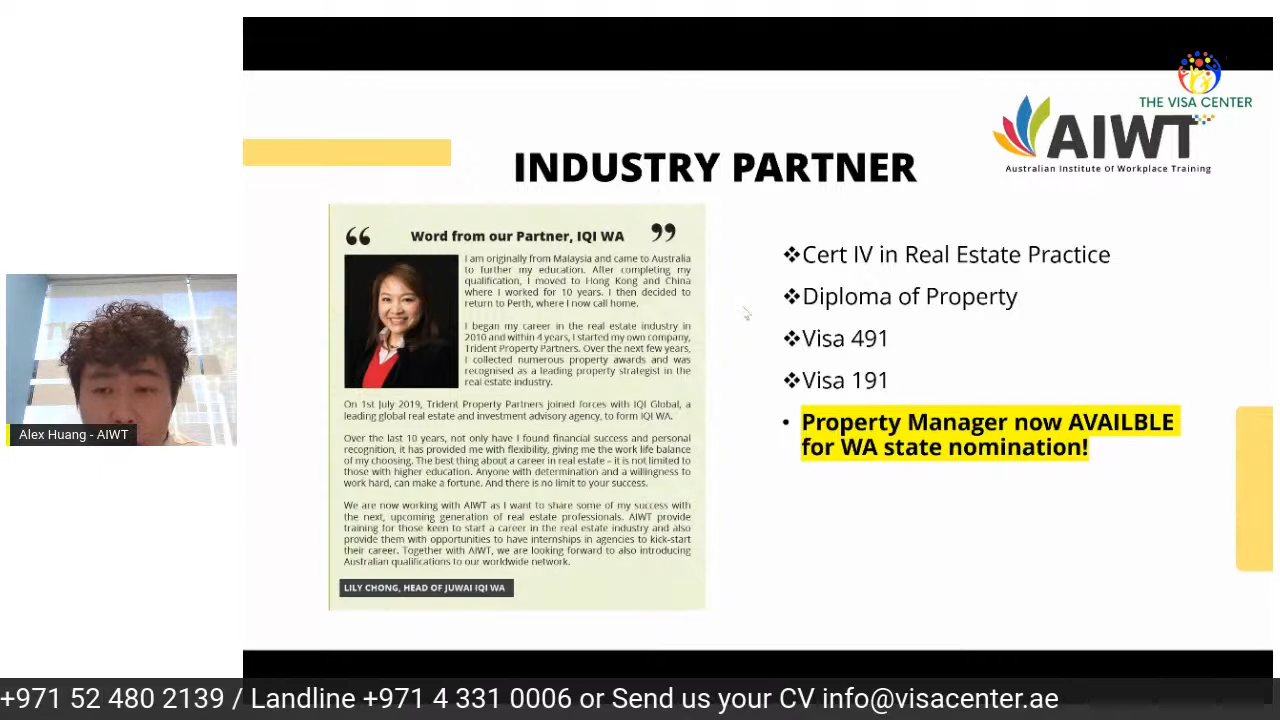 THE VISA CENTER
AIWT
Australian Institute of Workplace Training
INDUSTRY PARTNER
“ Word from our Partner, IQI WA ”
I am originally from Malaysia and came to Australia
to further my education. After completing my
qualification, I moved to Hong Kong and China
where I worked for 10 years. I then decided to
return to Perth, where I now call home.
I began my career in the real estate industry in
2010 and within 4 years, I started my own company,
Trident Property Partners. Over the next few years,
I collected numerous property awards and was
recognised as a leading property strategist in the
real estate industry.
On 1st July 2019, Trident Property Partners joined forces with IQI Global, a
leading global real estate and investment advisory agency, to form IQI WA.
Over the last 10 years, not only have I found financial success and personal
recognition, it has provided me with flexibility, giving me the work life balance
of my choosing. The best thing about a career in real estate – it is not limited to
those with higher education. Anyone with determination and a willingness to
work hard, can make a fortune. And there is no limit to your success.
We are now working with AIWT as I want to share some of my success with
the next, upcoming generation of real estate professionals. AIWT provide
training for those keen to start a career in the real estate industry and also
provide them with opportunities to have internships in agencies to kick-start
their career. Together with AIWT, we are looking forward to also introducing
Australian qualifications to our worldwide network.
LILY CHONG, HEAD OF JUWAI IQI WA
❖Cert IV in Real Estate Practice
❖Diploma of Property
❖Visa 491
❖Visa 191
• Property Manager now AVAILBLE
for WA state nomination!
Alex Huang - AIWT
+971 52 480 2139 / Landline +971 4 331 0006 or Send us your CV info@visacenter.ae